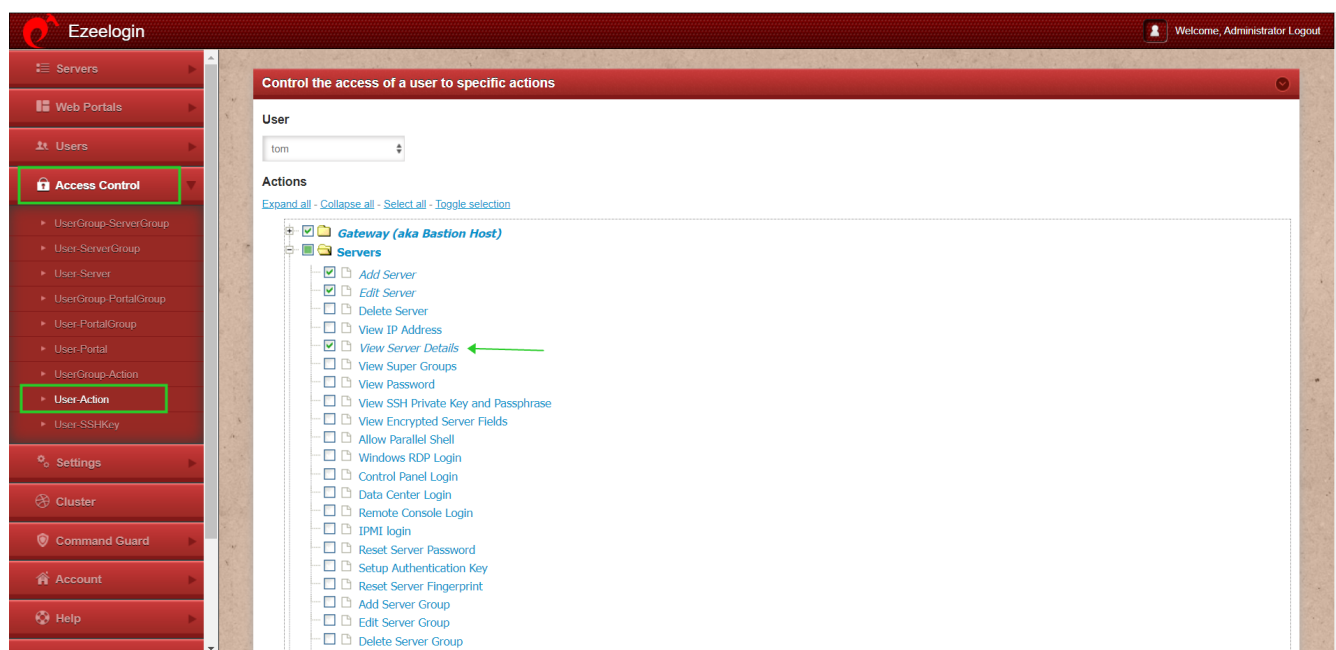 Ezeelogin
Welcome, Administrator Logout
Servers
Web Portals
Users
Access Control
UserGroup-ServerGroup
User-ServerGroup
User-Server
UserGroup-PortalGroup
User-PortalGroup
User-Portal
UserGroup-Action
User-Action
User-SSHKey
Settings
Cluster
Command Guard
Account
Help
Control the access of a user to specific actions
User
tom
Actions
Expand all - Collapse all - Select all - Toggle selection
Gateway (aka Bastion Host)
Servers
Add Server
Edit Server
Delete Server
View IP Address
View Server Details
View Super Groups
View Password
View SSH Private Key and Passphrase
View Encrypted Server Fields
Allow Parallel Shell
Windows RDP Login
Control Panel Login
Data Center Login
Remote Console Login
IPMI login
Reset Server Password
Setup Authentication Key
Reset Server Fingerprint
Add Server Group
Edit Server Group
Delete Server Group